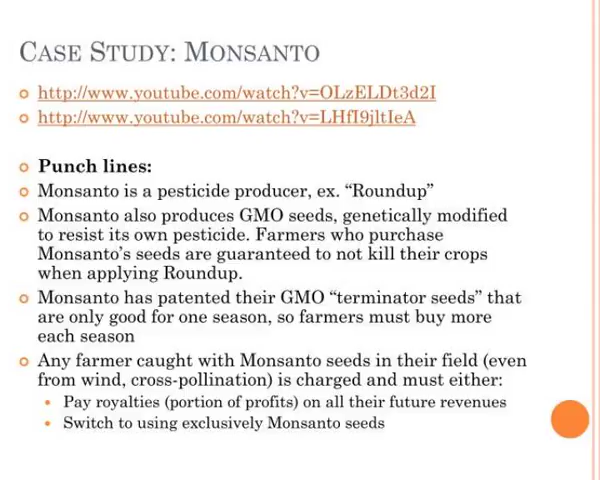 CASE STUDY: MONSANTO
http://www.youtube.com/watch?v=OLzELDt3d2I
http://www.youtube.com/watch?v=LHfI9jltIeA
Punch lines:
Monsanto is a pesticide producer, ex. “Roundup”
Monsanto also produces GMO seeds, genetically modified
to resist its own pesticide. Farmers who purchase
Monsanto’s seeds are guaranteed to not kill their crops
when applying Roundup.
Monsanto has patented their GMO “terminator seeds” that
are only good for one season, so farmers must buy more
each season
Any farmer caught with Monsanto seeds in their field (even
from wind, cross-pollination) is charged and must either:
Pay royalties (portion of profits) on all their future revenues
Switch to using exclusively Monsanto seeds